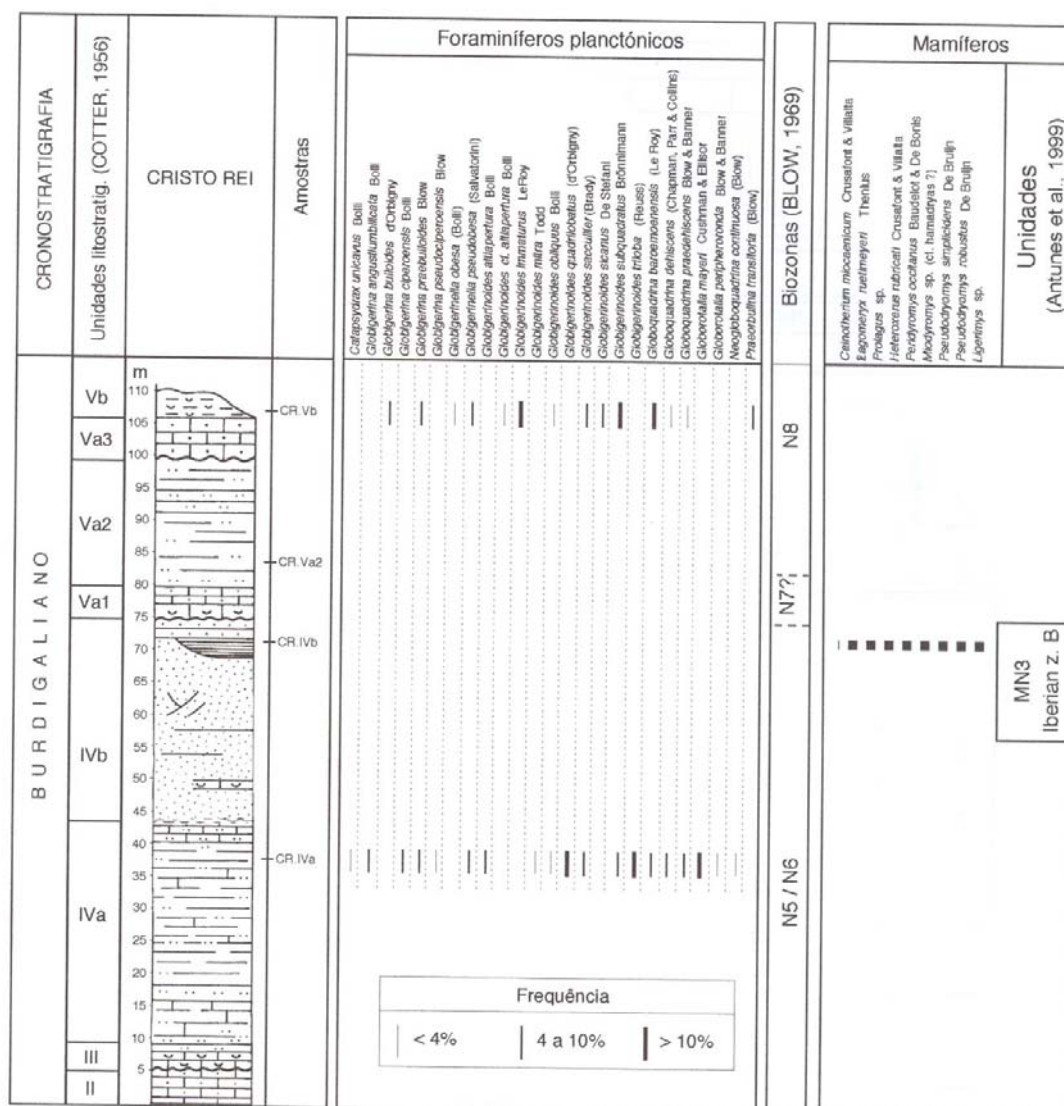 CRONOSTRATIGRAFIA
Unidades litostratig. (COTTER, 1956)
CRISTO REI
Amostras
Foraminíferos planctónicos
Catapsydrax unicavus Bolli
Globigerina angustiumbilicata Bolli
Globigerina bulloides d'Orbigny
Globigerina ciperoensis Bolli
Globigerina praebulloides Blow
Globigerina pseudociperoensis Blow
Globigerinella obesa (Bolli)
Globigerinella pseudobesa (Salvatorini)
Globigerinoides altiapertura Bolli
Globigerinoides cf. altiapertura Bolli
Globigerinoides immaturus LeRoy
Globigerinoides mitra Todd
Globigerinoides obliquus Bolli
Globigerinoides quadrilobatus (d'Orbigny)
Globigerinoides sacculifer (Brady)
Globigerinoides sicanus De Stefani
Globigerinoides subquadratus Brönnimann
Globigerinoides triloba (Reuss)
Globoquadrina baroemoenensis (Le Roy)
Globoquadrina dehiscens (Chapman, Parr & Collins)
Globoquadrina praedehiscens Blow & Banner
Globorotalia mayeri Cushman & Ellisor
Globorotalia peripheroronda Blow & Banner
Neogloboquadrina continuosa (Blow)
Praeorbulina transitoria (Blow)
Biozonas (BLOW, 1969)
Mamíferos
Cainotherium miocaenicum Crusafont & Villalta
Lagomeryx ruetimeyeri Thenius
Prolagus sp.
Heteroxerus rubricati Crusafont & Villalta
Peridyromys occitanus Baudelot & De Bonis
Miodyromys sp. (cf. hamadryas ?)
Pseudodryomys simplicidens De Bruijn
Pseudodryomys robustus De Bruijn
Ligerimys sp.
Unidades
(Antunes et al., 1999)
BURDIGALIANO
Vb
Va3
Va2
Va1
IVb
IVa
III
II
m
110
105
100
95
90
85
80
75
70
65
60
55
50
45
40
35
30
25
20
15
10
5
CR.Vb
CR.Va2
CR.IVb
CR.IVa
N8
N7?
N5 / N6
MN3
Iberian z. B
Frequência
< 4%
4 a 10%
> 10%